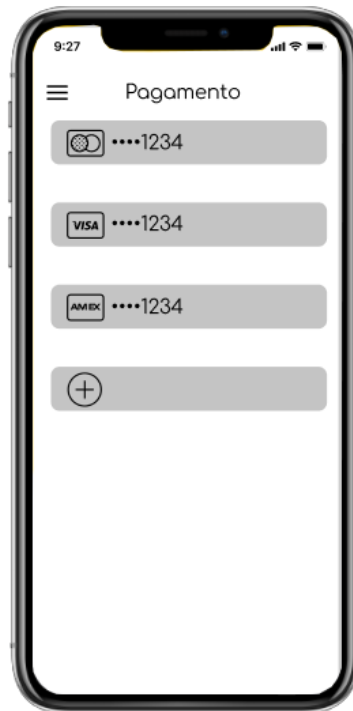 9:27
Pagamento
••••1234
VISA ••••1234
AMEX ••••1234